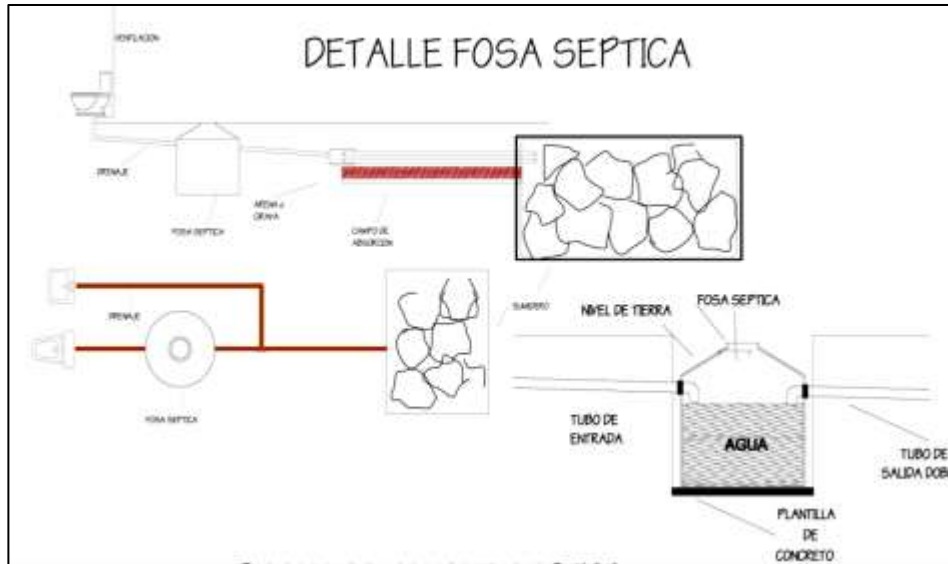 VENTILACION
DETALLE FOSA SEPTICA
DRENAJE
FOSA SEPTICA
ARENA o
GRAVA
CAMPO DE
ABSORCION
SUMIDERO
DRENAJE
FOSA SEPTICA
NIVEL DE TIERRA
FOSA SEPTICA
TUBO DE
ENTRADA
AGUA
TUBO DE
SALIDA DOB
PLANTILLA
DE
CONCRETO